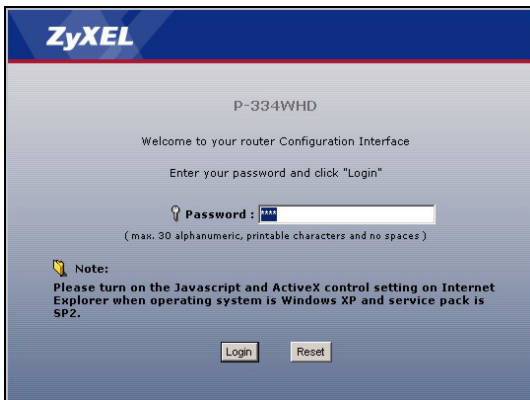 ZyXEL
P-334WHD
Welcome to your router Configuration Interface
Enter your password and click "Login"
Password : ****
( max. 30 alphanumeric, printable characters and no spaces )
Note:
Please turn on the Javascript and ActiveX control setting on Internet
Explorer when operating system is Windows XP and service pack is
SP2.
Login Reset